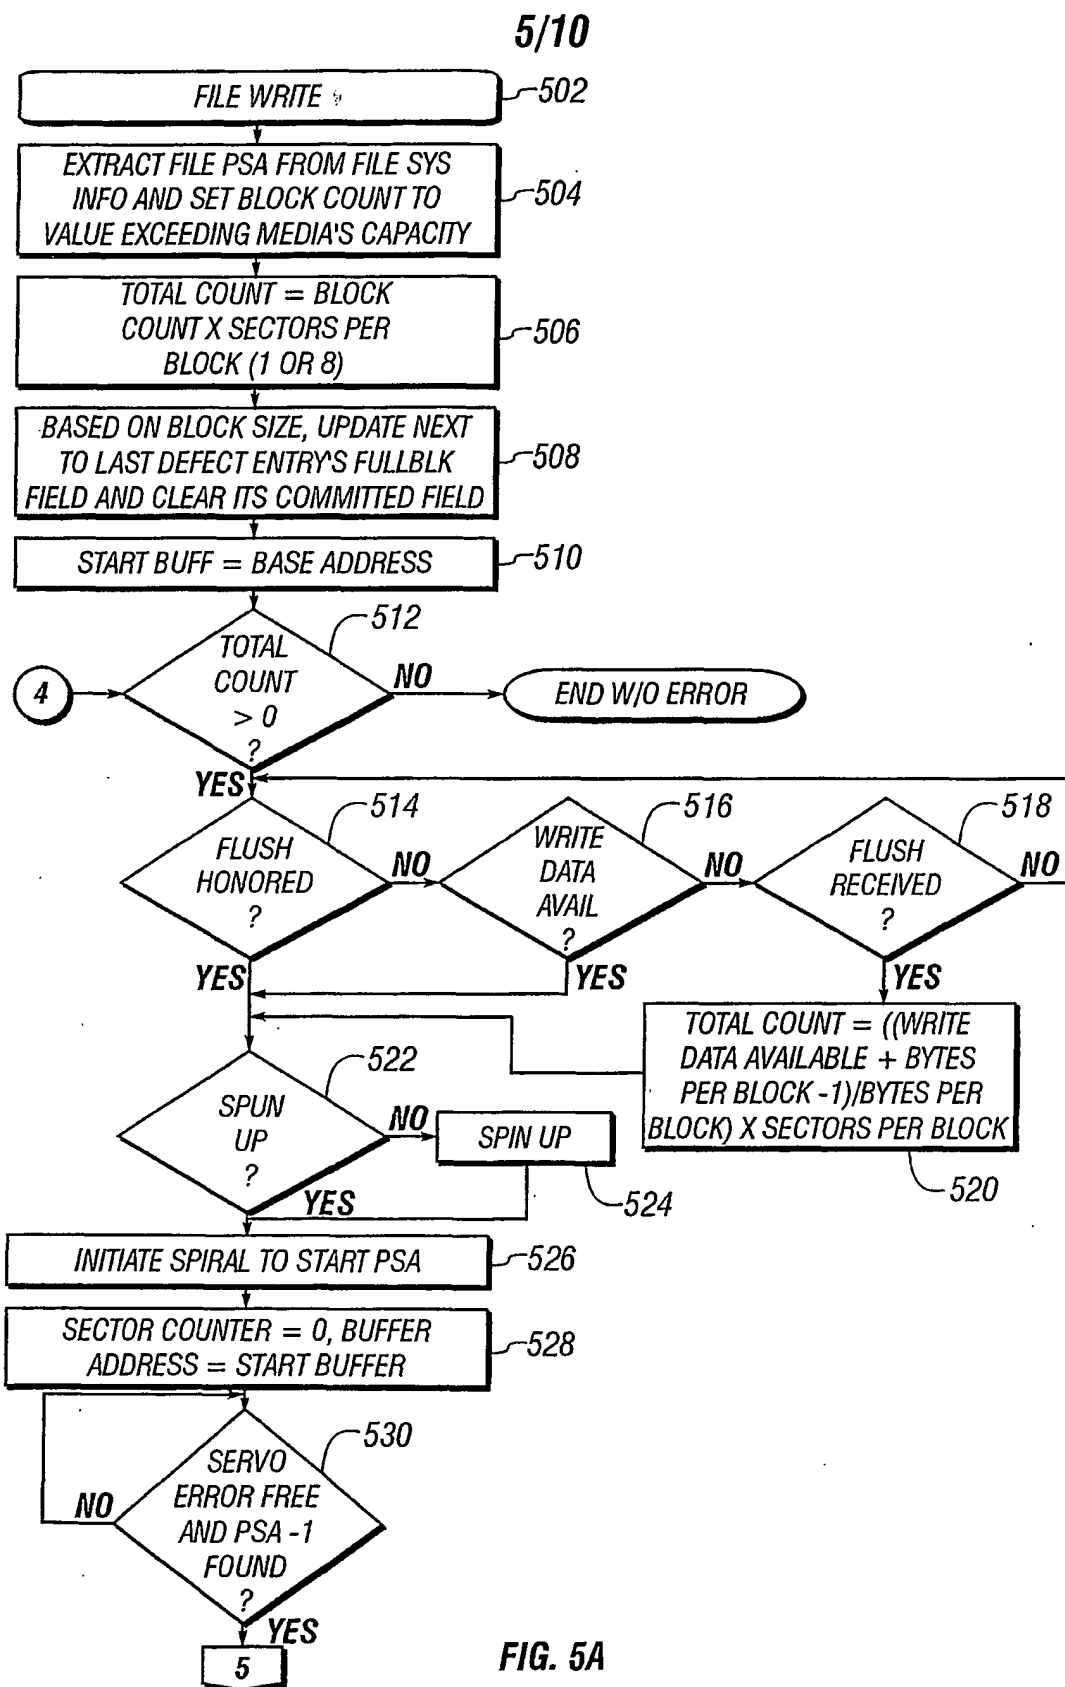 5/10
FILE WRITE
502
EXTRACT FILE PSA FROM FILE SYS
INFO AND SET BLOCK COUNT TO
VALUE EXCEEDING MEDIA'S CAPACITY
504
TOTAL COUNT = BLOCK
COUNT X SECTORS PER
BLOCK (1 OR 8)
506
BASED ON BLOCK SIZE, UPDATE NEXT
TO LAST DEFECT ENTRY'S FULLBLK
FIELD AND CLEAR ITS COMMITTED FIELD
508
START BUFF = BASE ADDRESS
510
4
TOTAL
COUNT
> 0
?
512
NO
END W/O ERROR
YES
FLUSH
HONORED
?
514
NO
WRITE
DATA
AVAIL
?
516
NO
FLUSH
RECEIVED
?
518
NO
YES
YES
YES
TOTAL COUNT = ((WRITE
DATA AVAILABLE + BYTES
PER BLOCK -1)/BYTES PER
BLOCK) X SECTORS PER BLOCK
520
SPUN
UP
?
522
NO
SPIN UP
524
YES
INITIATE SPIRAL TO START PSA
526
SECTOR COUNTER = 0, BUFFER
ADDRESS = START BUFFER
528
SERVO
ERROR FREE
AND PSA -1
FOUND
?
530
NO
YES
5
FIG. 5A